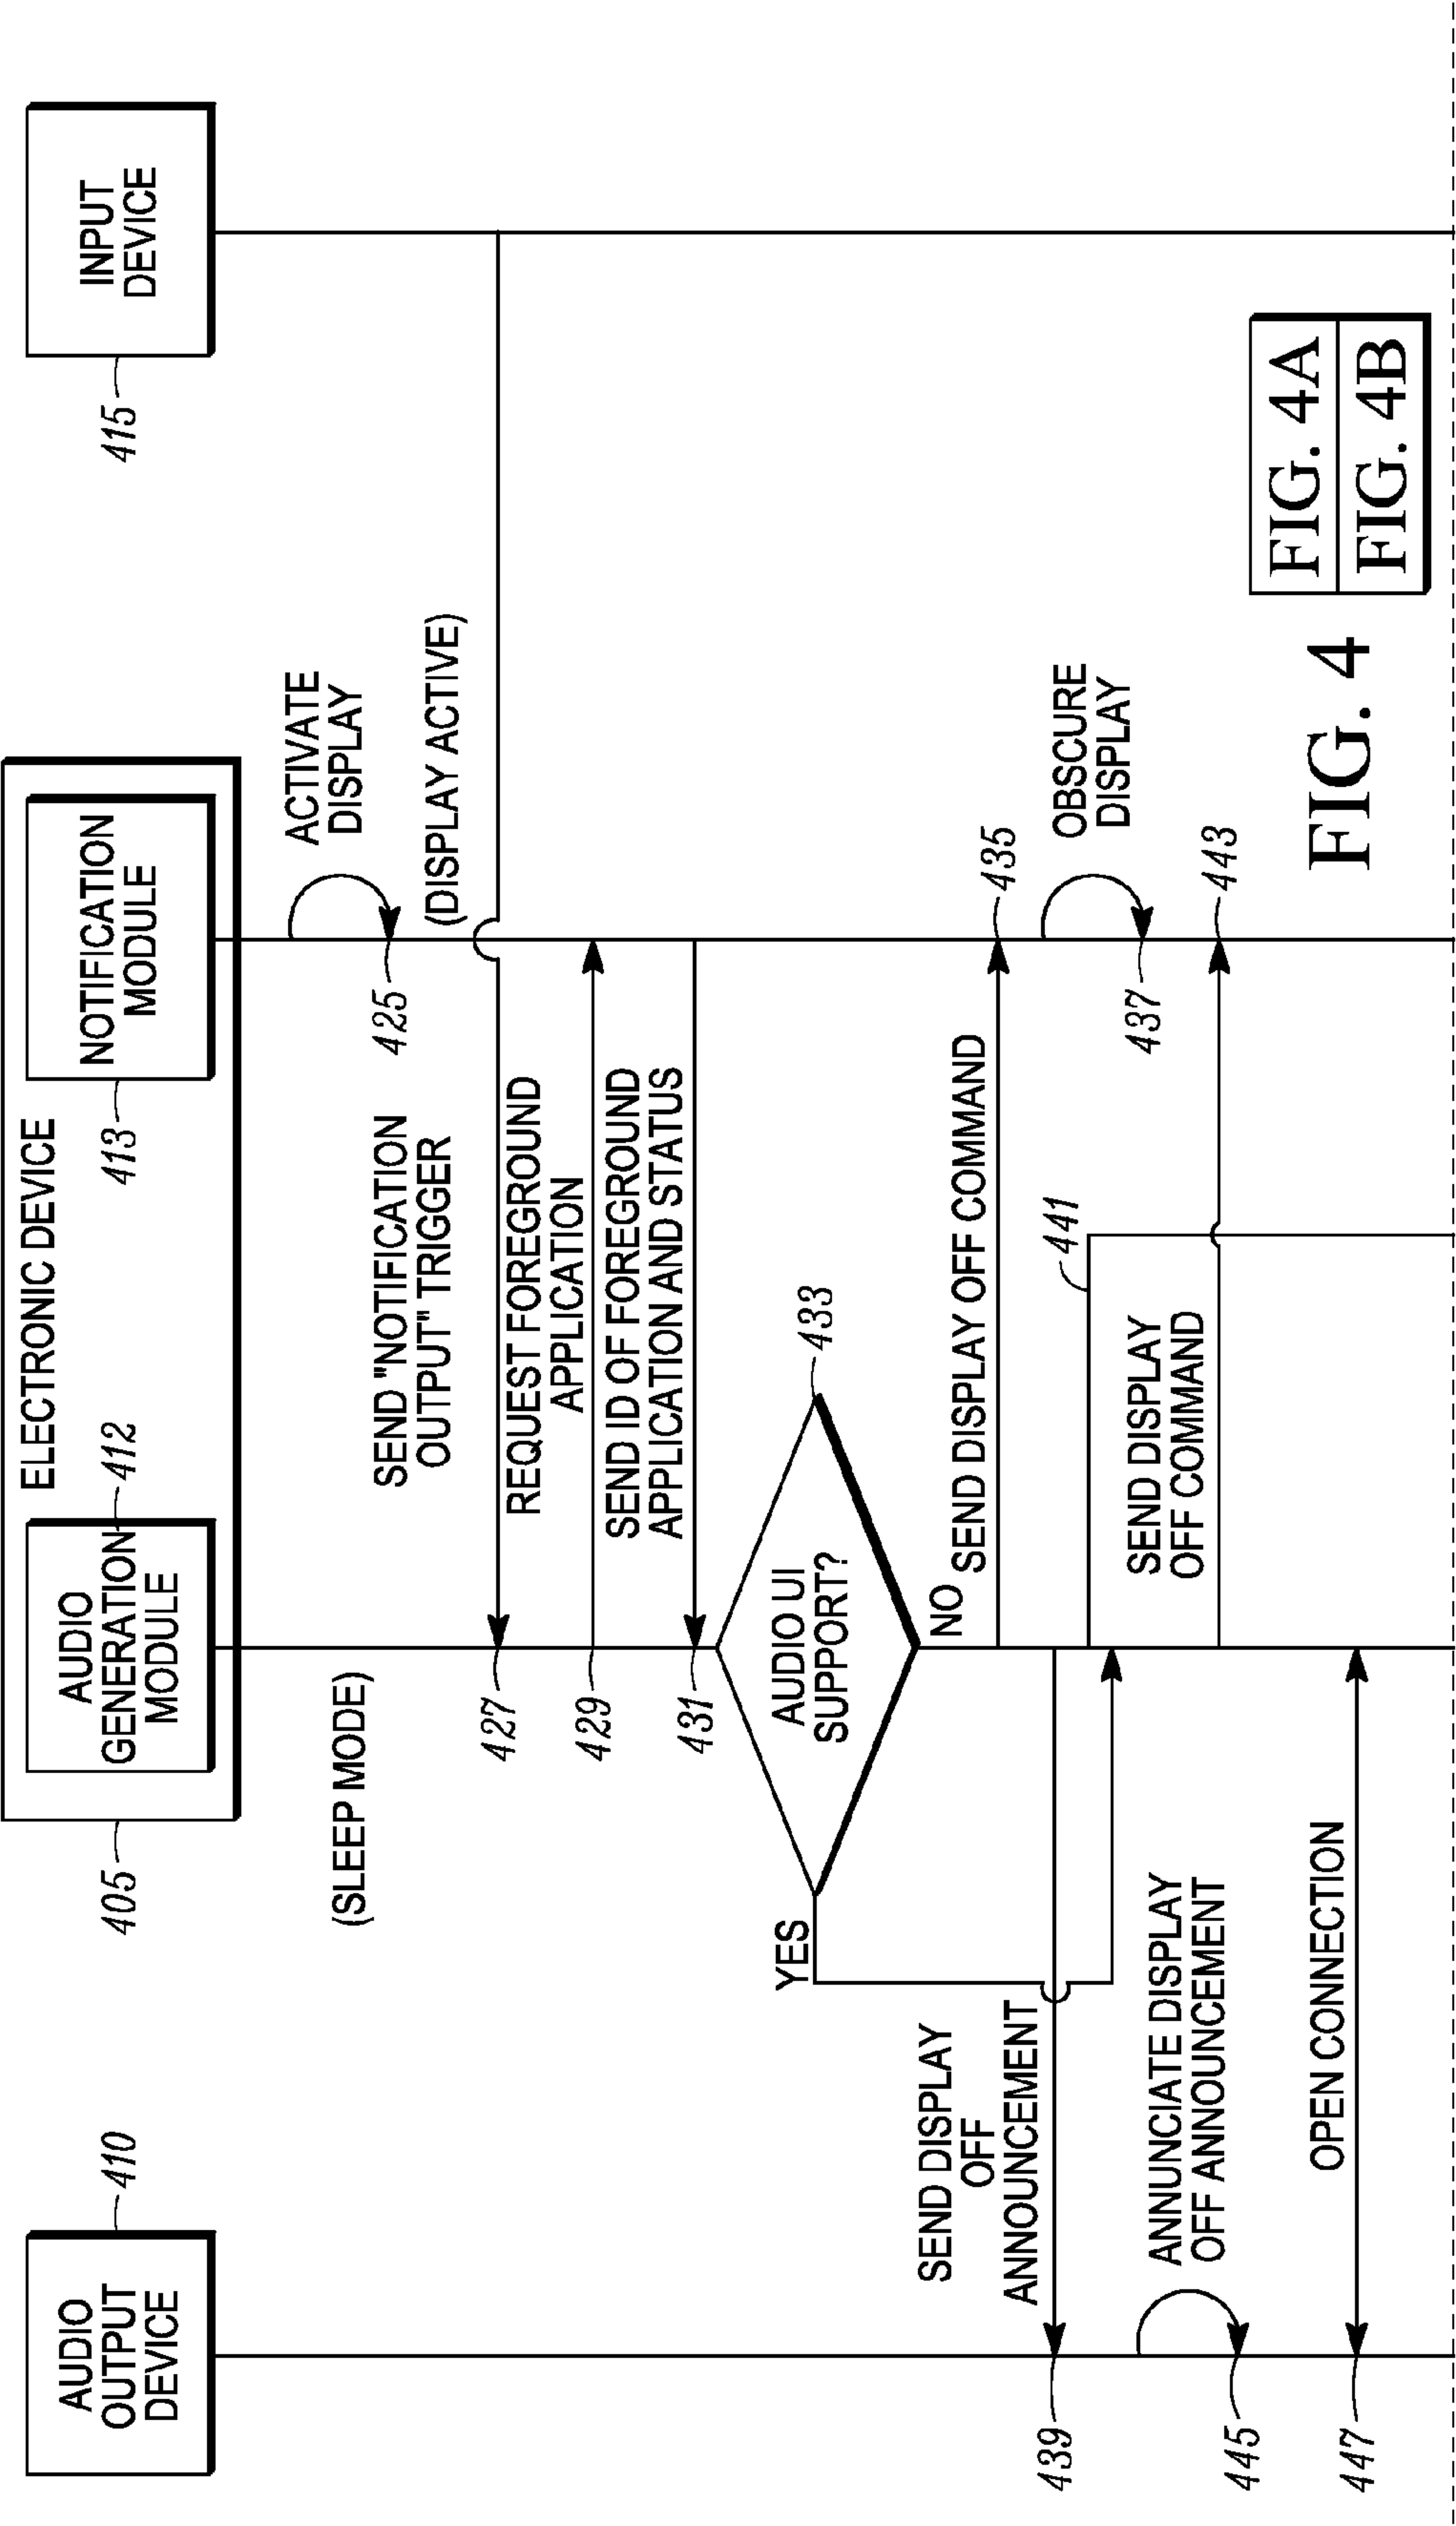 ELECTRONIC DEVICE
AUDIO
OUTPUT
DEVICE
410
405
AUDIO
GENERATION
MODULE
412
413
NOTIFICATION
MODULE
415
INPUT
DEVICE
(SLEEP MODE)
ACTIVATE
DISPLAY
425
(DISPLAY ACTIVE)
SEND "NOTIFICATION
OUTPUT" TRIGGER
427
REQUEST FOREGROUND
APPLICATION
429
SEND ID OF FOREGROUND
APPLICATION AND STATUS
431
AUDIO UI
SUPPORT?
433
YES
NO
SEND DISPLAY OFF COMMAND
435
OBSCURE
DISPLAY
437
SEND DISPLAY
OFF
ANNOUNCEMENT
439
441
SEND DISPLAY
OFF COMMAND
443
ANNUNCIATE DISPLAY
OFF ANNOUNCEMENT
445
OPEN CONNECTION
447
FIG. 4
FIG. 4A
FIG. 4B